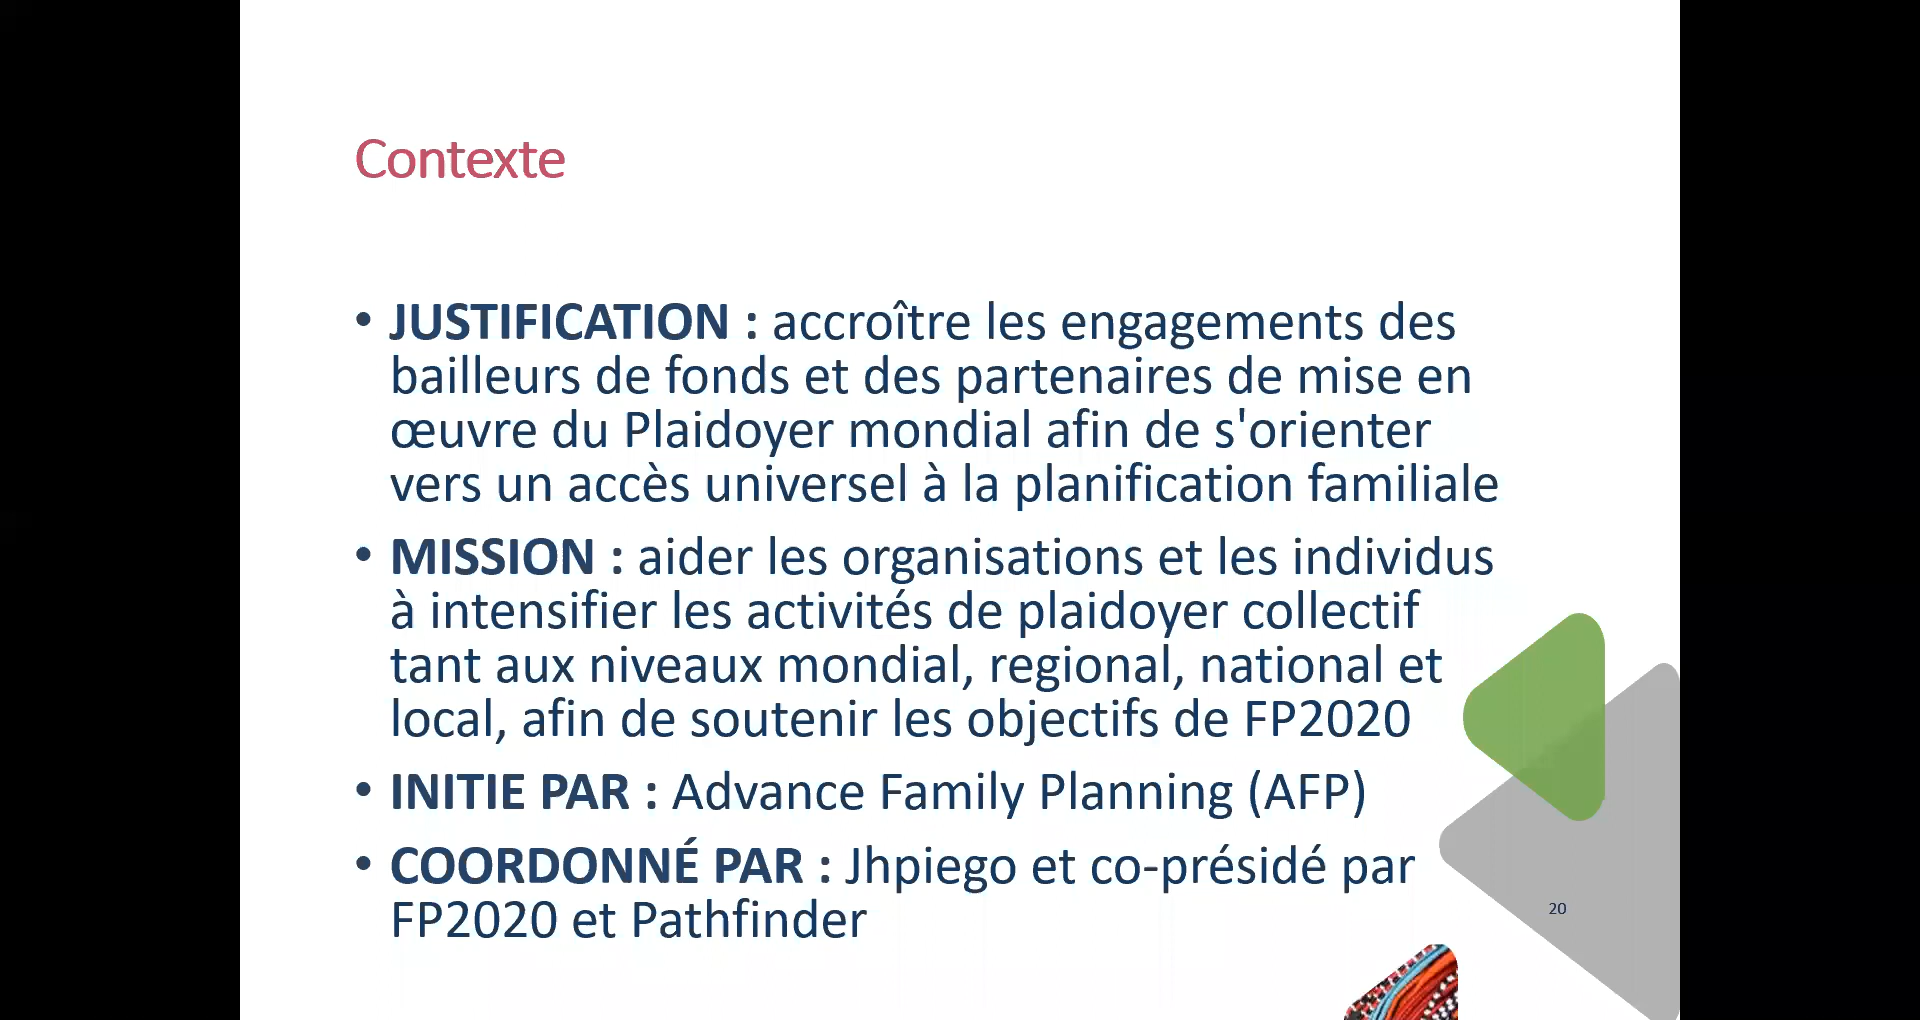 Contexte
• JUSTIFICATION : accroître les engagements des
bailleurs de fonds et des partenaires de mise en
œuvre du Plaidoyer mondial afin de s'orienter
vers un accès universel à la planification familiale
• MISSION : aider les organisations et les individus
à intensifier les activités de plaidoyer collectif
tant aux niveaux mondial, regional, national et
local, afin de soutenir les objectifs de FP2020
• INITIE PAR : Advance Family Planning (AFP)
• COORDONNÉ PAR : Jhpiego et co-présidé par
FP2020 et Pathfinder
20